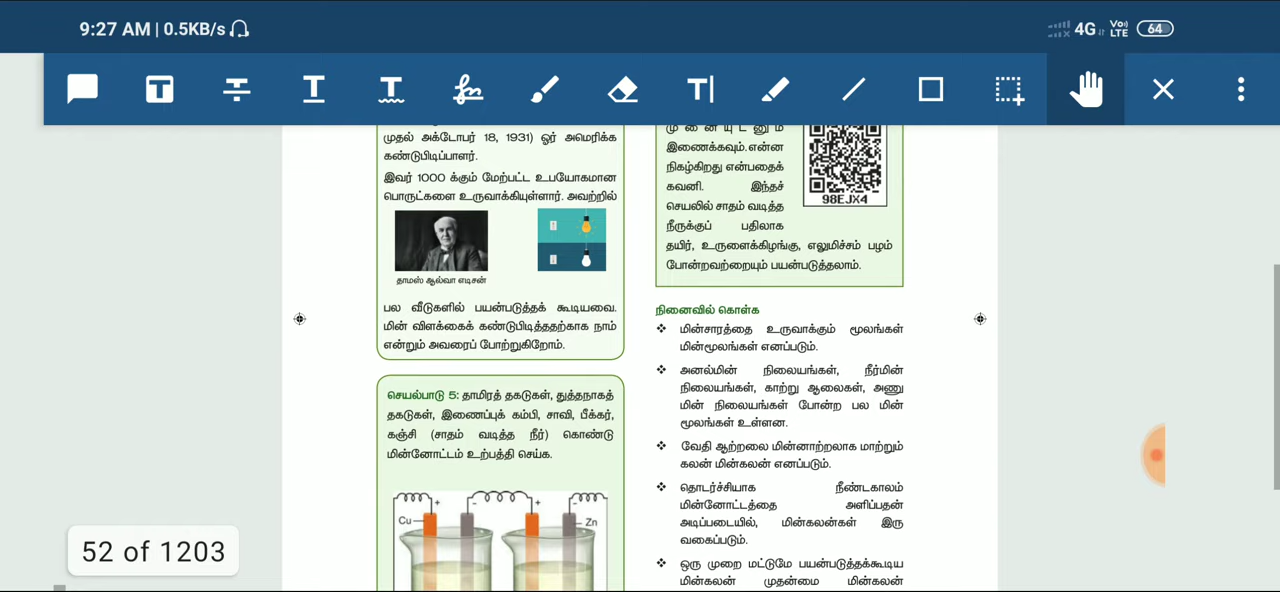 9:27 AM | 0.5KB/s
4G
Vo)
LTE
64
முதல் அக்டோபர் 18, 1931) ஓர் அமெரிக்க
கண்டுபிடிப்பாளர்.
இவர் 1000 க்கும் மேற்பட்ட உபயோகமான
பொருட்களை உருவாக்கியுள்ளார். அவற்றில்
தாமஸ் ஆல்வா எடிசன்
பல வீடுகளில் பயன்படுத்தக் கூடியவை.
மின் விளக்கைக் கண்டுபிடித்ததற்காக நாம்
என்றும் அவரைப் போற்றுகிறோம்.
செயல்பாடு 5: தாமிரத் தகடுகள், துத்தநாகத்
தகடுகள், இணைப்புக் கம்பி, சாவி, பீக்கர்,
கஞ்சி (சாதம் வடித்த நீர்) கொண்டு
மின்னோட்டம் உற்பத்தி செய்க.
+ - + -
Cu
Zn
முனையுடனும்
இணைக்கவும். என்ன
நிகழ்கிறது என்பதைக்
கவனி. இந்தச்
செயலில் சாதம் வடித்த
நீருக்குப் பதிலாக
தயிர், உருளைக்கிழங்கு, எலுமிச்சம் பழம்
போன்றவற்றையும் பயன்படுத்தலாம்.
98EJX4
நினைவில் கொள்க
❖ மின்சாரத்தை உருவாக்கும் மூலங்கள்
மின்மூலங்கள் எனப்படும்.
❖ அனல்மின் நிலையங்கள், நீர்மின்
நிலையங்கள், காற்று ஆலைகள், அணு
மின் நிலையங்கள் போன்ற பல மின்
மூலங்கள் உள்ளன.
❖ வேதி ஆற்றலை மின்னாற்றலாக மாற்றும்
கலன் மின்கலன் எனப்படும்.
❖ தொடர்ச்சியாக நீண்டகாலம்
மின்னோட்டத்தை அளிப்பதன்
அடிப்படையில், மின்கலன்கள் இரு
வகைப்படும்.
❖ ஒரு முறை மட்டுமே பயன்படுத்தக்கூடிய
மின்கலன் முதன்மை மின்கலன்
52 of 1203